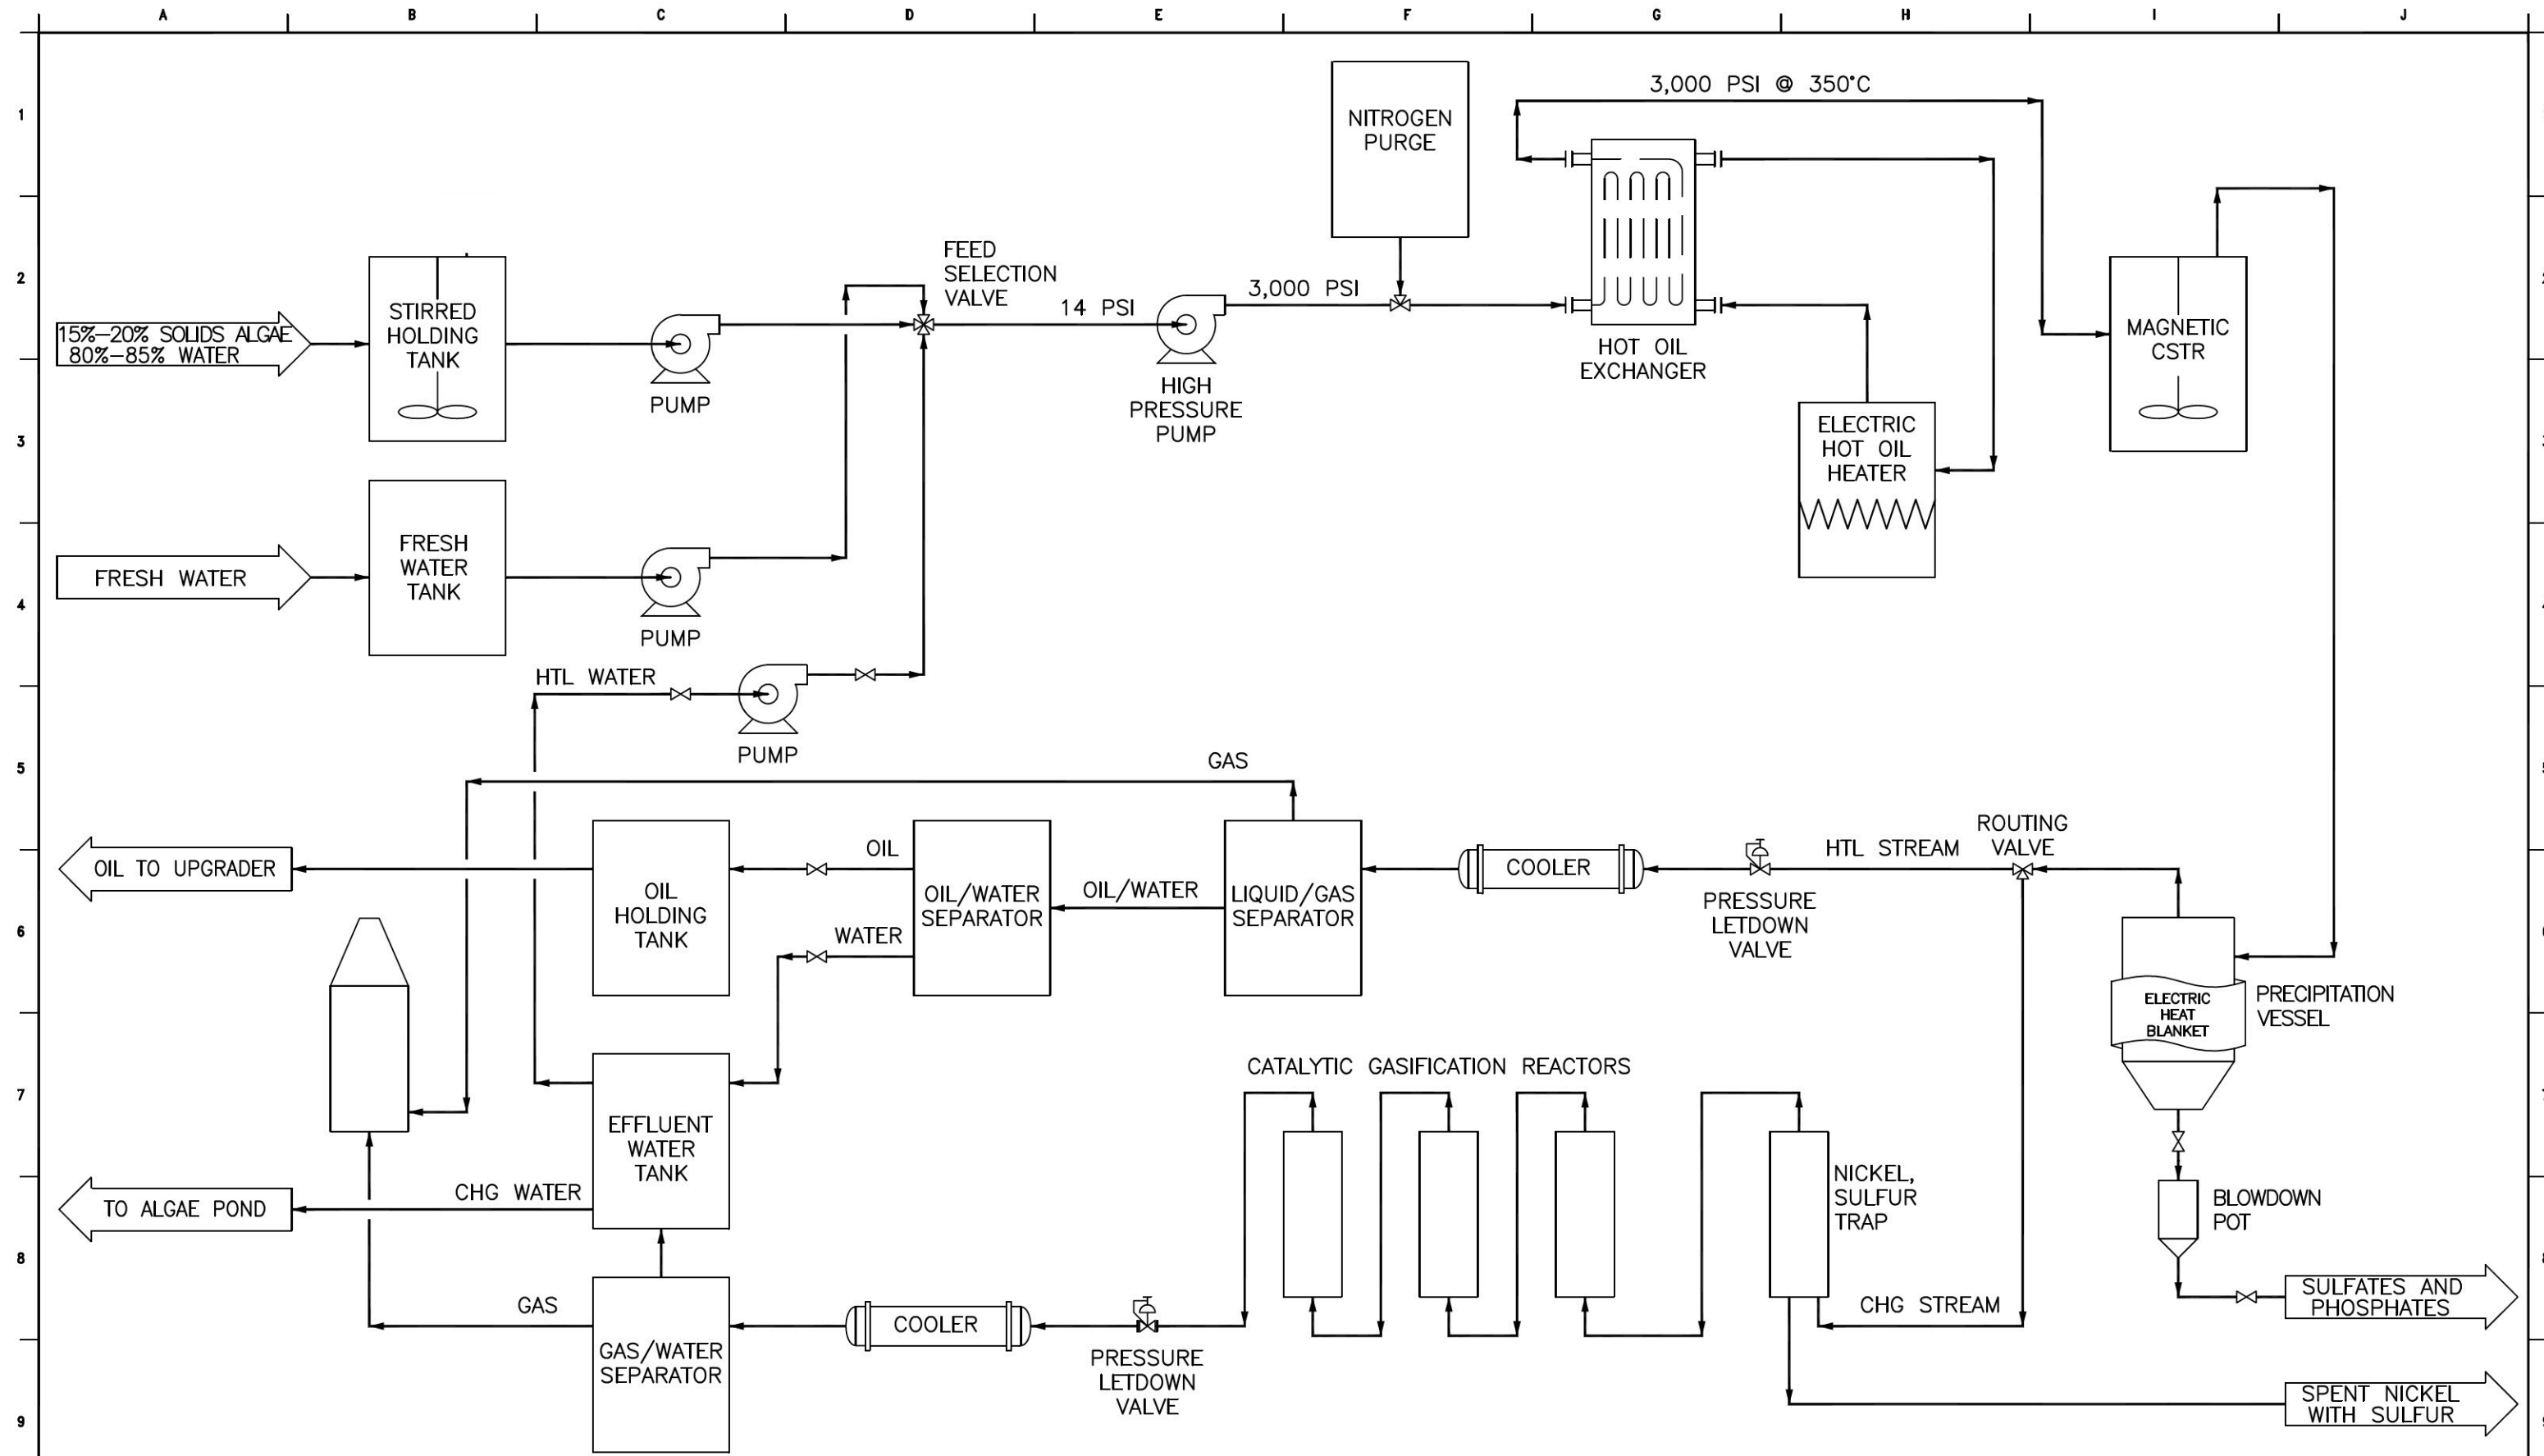 A B C D E F G H I J
1
2
3
4
5
6
7
8
9
3,000 PSI @ 350°C
NITROGEN
PURGE
FEED
SELECTION
VALVE
14 PSI
3,000 PSI
15%-20% SOLIDS ALGAE
80%-85% WATER
STIRRED
HOLDING
TANK
PUMP
HIGH
PRESSURE
PUMP
HOT OIL
EXCHANGER
ELECTRIC
HOT OIL
HEATER
MAGNETIC
CSTR
FRESH WATER
FRESH
WATER
TANK
PUMP
HTL WATER
PUMP
GAS
OIL TO UPGRADER
OIL
HOLDING
TANK
OIL
WATER
OIL/WATER
SEPARATOR
OIL/WATER
LIQUID/GAS
SEPARATOR
COOLER
PRESSURE
LETDOWN
VALVE
HTL STREAM
ROUTING
VALVE
ELECTRIC
HEAT
BLANKET
PRECIPITATION
VESSEL
CATALYTIC GASIFICATION REACTORS
EFFLUENT
WATER
TANK
TO ALGAE POND
CHG WATER
NICKEL,
SULFUR
TRAP
BLOWDOWN
POT
GAS
GAS/WATER
SEPARATOR
COOLER
PRESSURE
LETDOWN
VALVE
CHG STREAM
SULFATES AND
PHOSPHATES
SPENT NICKEL
WITH SULFUR